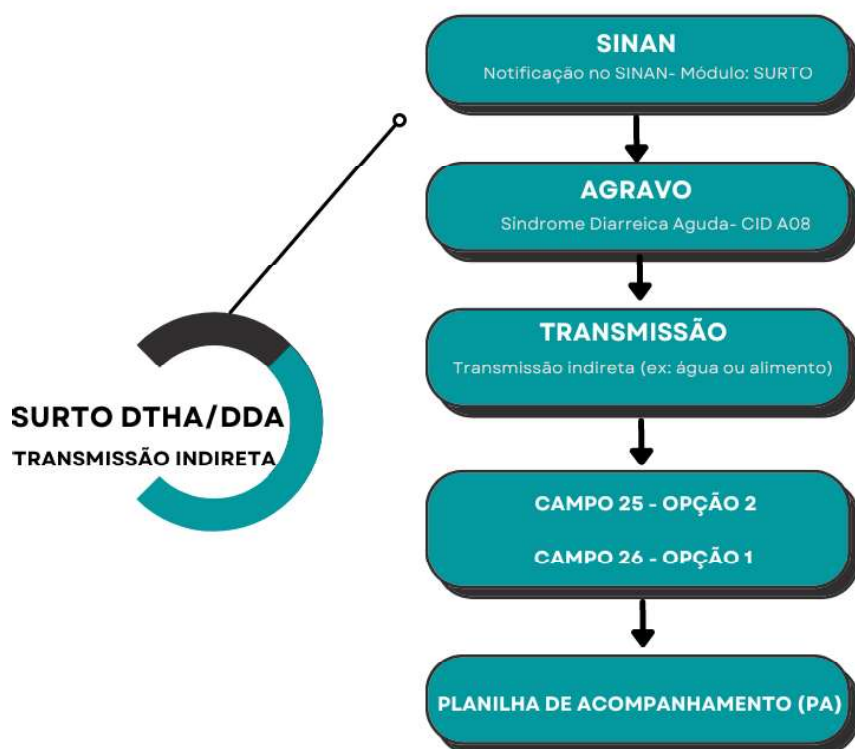 SINAN
Notificação no SINAN- Módulo: SURTO
AGRAVO
Síndrome Diarreica Aguda- CID A08
TRANSMISSÃO
Transmissão indireta (ex: água ou alimento)
SURTO DTHA/DDA
TRANSMISSÃO INDIRETA
CAMPO 25 - OPÇÃO 2
CAMPO 26 - OPÇÃO 1
PLANILHA DE ACOMPANHAMENTO (PA)